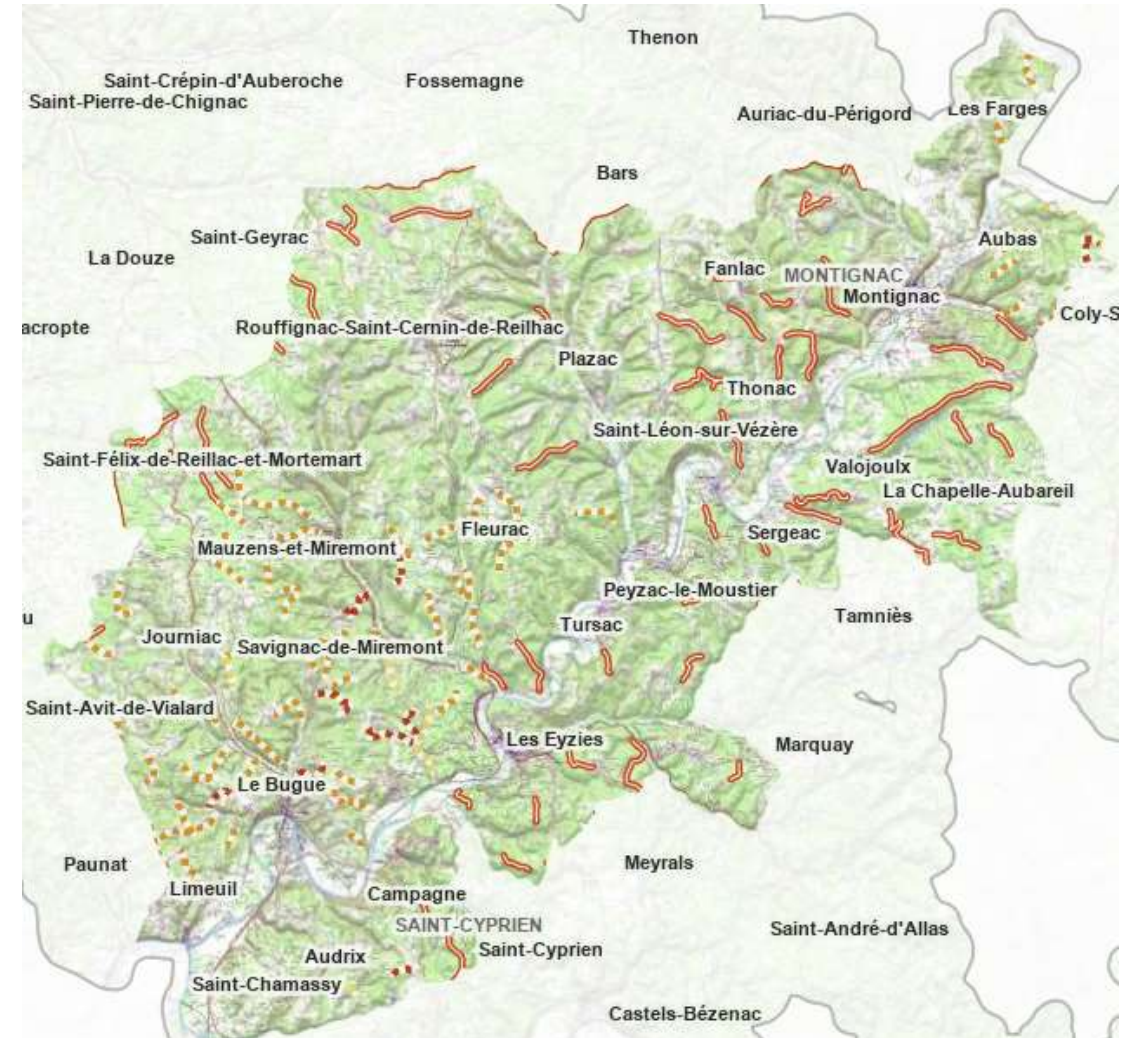 Thenon
Saint-Crépin-d'Auberoche
Fossemagne
Saint-Pierre-de-Chignac
Auriac-du-Périgord
Les Farges
Bars
Saint-Geyrac
Aubas
La Douze
Fanlac
MONTIGNAC
Montignac
Coly-S
acropte
Rouffignac-Saint-Cernin-de-Reilhac
Plazac
Thonac
Saint-Léon-sur-Vézère
Saint-Félix-de-Reillac-et-Mortemart
Valojoulx
La Chapelle-Aubareil
Fleurac
Sergeac
Mauzens-et-Miremont
Peyzac-le-Moustier
u
Tamniès
Tursac
Journiac
Savignac-de-Miremont
Saint-Avit-de-Vialard
Les Eyzies
Marquay
Le Bugue
Paunat
Meyrals
Limeuil
Campagne
SAINT-CYPRIEN
Saint-André-d'Allas
Saint-Cyprien
Audrix
Saint-Chamassy
Castels-Bézenac